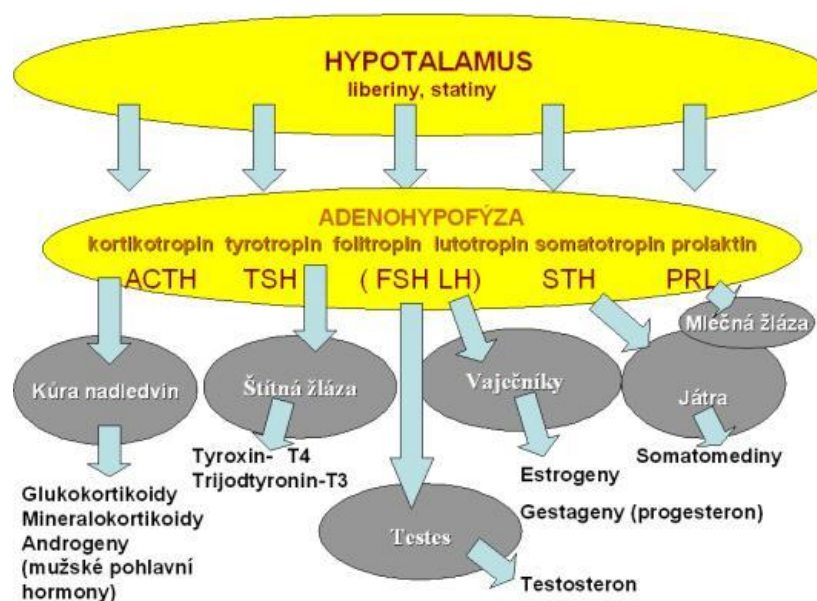 HYPOTALAMUS
liberiny, statiny
ADENOHYPOFÝZA
kortikotropin tyrotropin folitropin lutotropin somatotropin prolaktin
ACTH TSH ( FSH LH) STH PRL
Mlečná žláza
Kúra nadledvin
Štítná žláza
Vaječníky
Játra
Tyroxin- T4
Trijodtyronin-T3
Somatomediny
Estrogeny
Gestageny (progesteron)
Glukokortikoidy
Mineralokortikoidy
Androgeny
(mužské pohlavní
hormony)
Testes
Testosteron